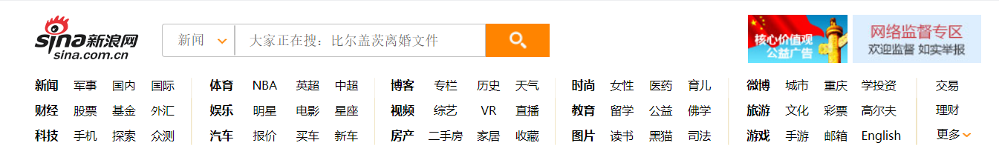 sina新浪网
sina.com.cn
新闻 大家正在搜：比尔盖茨离婚文件
核心价值观
公益广告
网络监督专区
欢迎监督 如实举报
新闻 军事 国内 国际 体育 NBA 英超 中超 博客 专栏 历史 天气 时尚 女性 医药 育儿 微博 城市 重庆 学投资 交易
财经 股票 基金 外汇 娱乐 明星 电影 星座 视频 综艺 VR 直播 教育 留学 公益 佛学 旅游 文化 彩票 高尔夫 理财
科技 手机 探索 众测 汽车 报价 买车 新车 房产 二手房 家居 收藏 图片 读书 黑猫 司法 游戏 手游 邮箱 English 更多